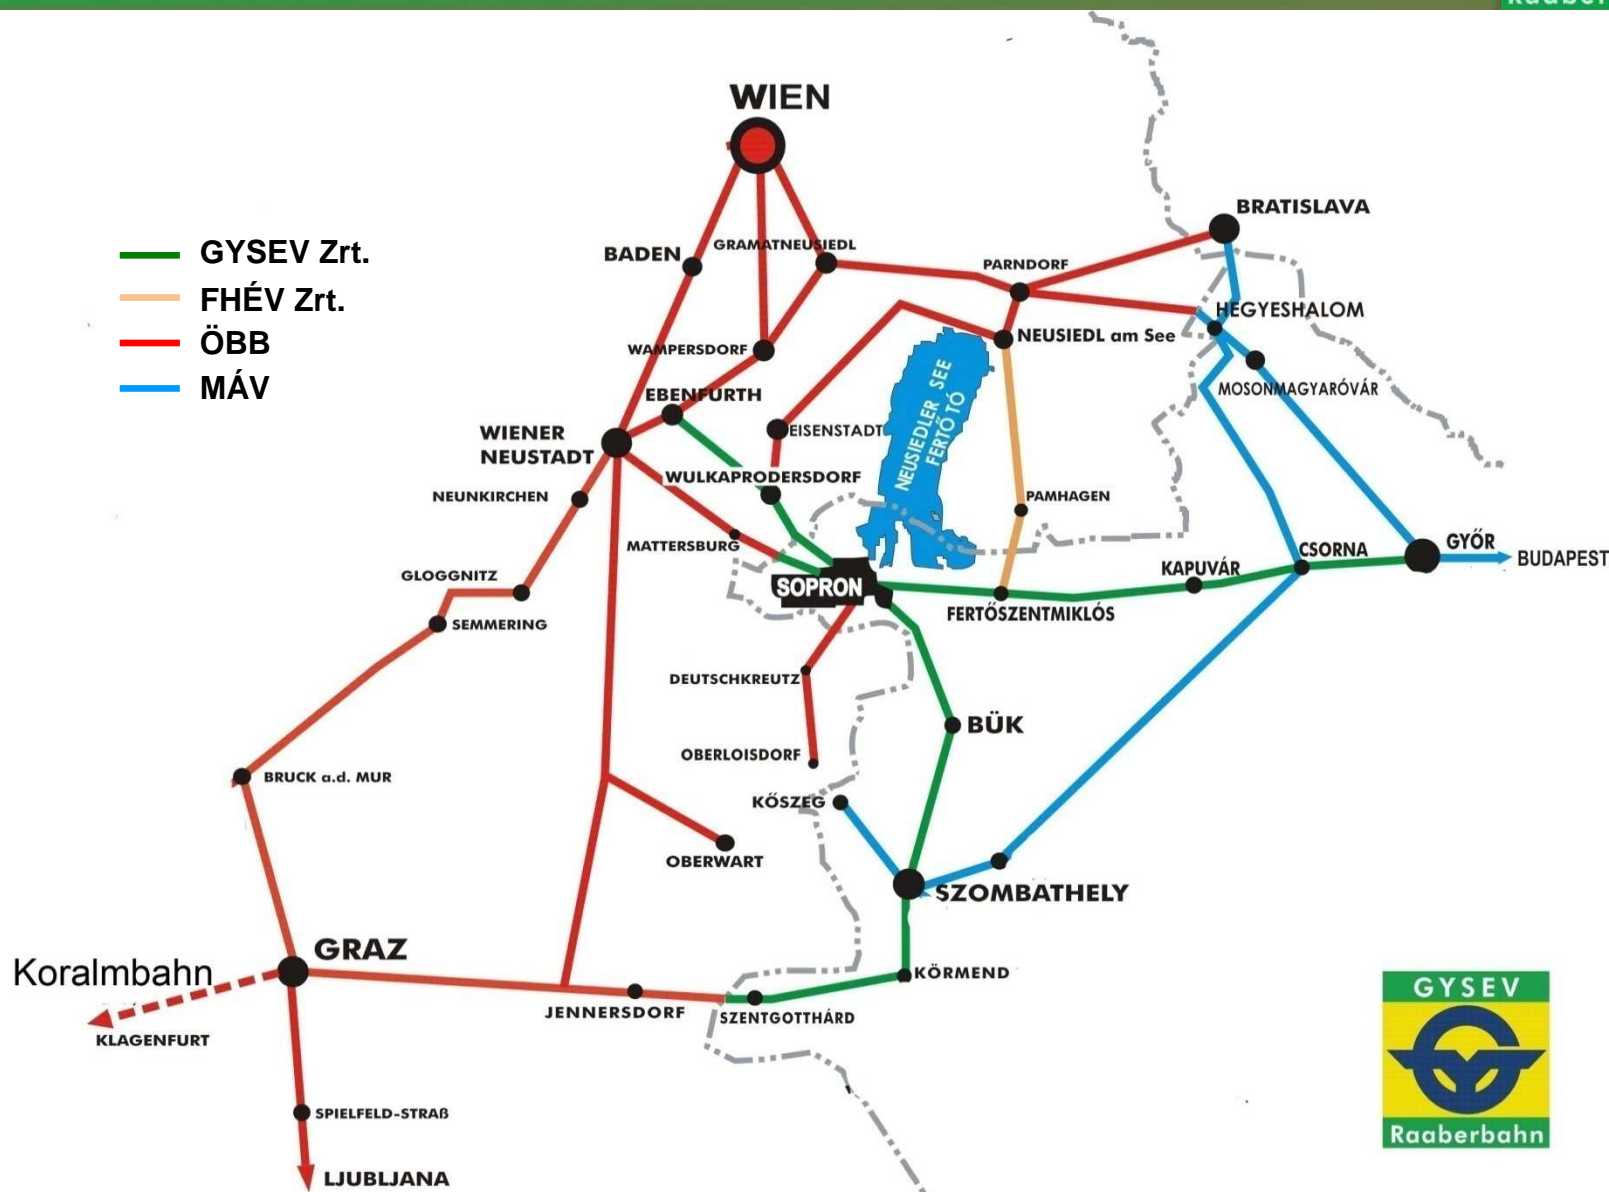 WIEN
BRATISLAVA
GYSEV Zrt.
FHÉV Zrt.
ÖBB
MÁV
BADEN
GRAMATNEUSIEDL
PARNDORF
HEGYESHALOM
NEUSIEDL am See
WAMPERSDORF
MOSONMAGYARÓVÁR
EBENFURTH
NEUSIEDLER SEE
FERTŐ TÓ
WIENER
NEUSTADT
EISENSTADT
WULKAPRODERSDORF
NEUNKIRCHEN
PAMHAGEN
MATTERSBURG
GYŐR
CSORNA
BUDAPEST
KAPUVÁR
GLOGGNITZ
SOPRON
FERTŐSZENTMIKLÓS
SEMMERING
DEUTSCHKREUTZ
BÜK
OBERLOISDORF
BRUCK a.d. MUR
KŐSZEG
OBERWART
SZOMBATHELY
GRAZ
Koralmbahn
KÖRMEND
JENNERSDORF
SZENTGOTTHÁRD
KLAGENFURT
SPIELFELD-STRAß
LJUBLJANA
GYSEV
Raaberbahn